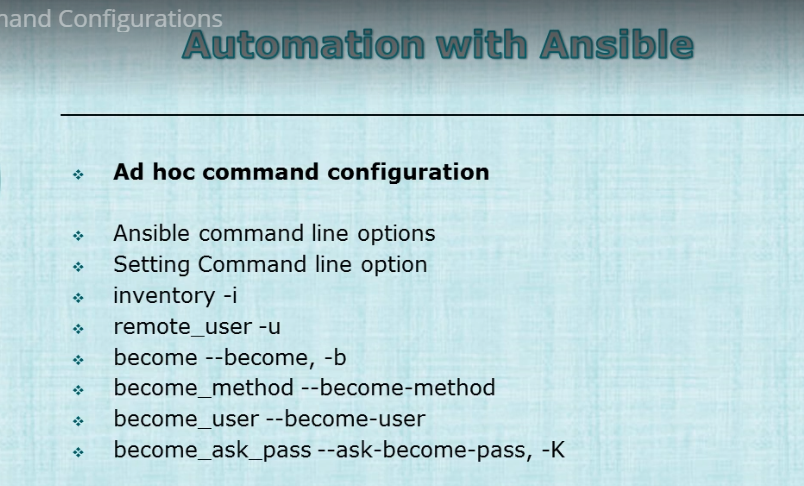 Configurations
Automation with Ansible
Ad hoc command configuration
Ansible command line options
Setting Command line option
inventory -i
remote_user -u
become --become, -b
become_method --become-method
become_user --become-user
become_ask_pass --ask-become-pass, -K